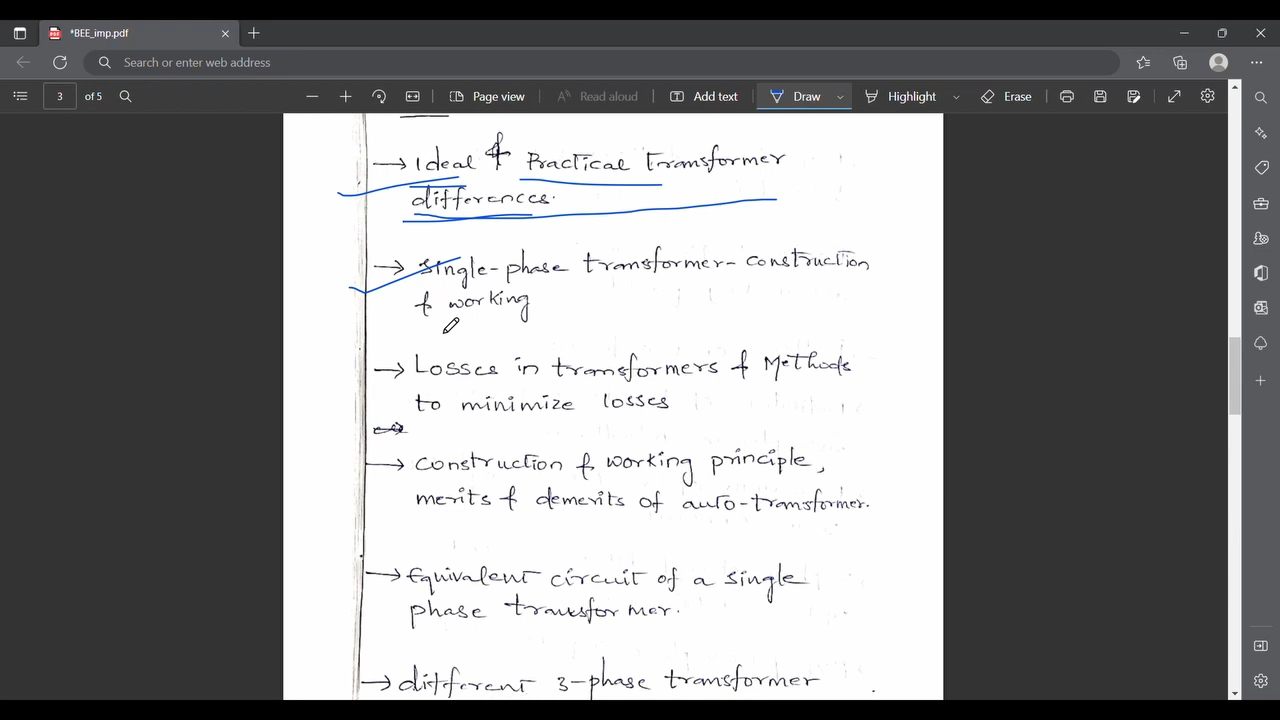 *BEE_imp.pdf
Search or enter web address
3 of 5 Page view Read aloud Add text Draw Highlight Erase
→ Ideal & Practical Transformer
differences.
→ Single-phase transformer-construction
& working
→ Losses in transformers & Methods
to minimize losses
→ construction & working principle,
merits & demerits of auto-transformer.
→ Equivalent circuit of a single
phase transformer.
→ different 3-phase transformer